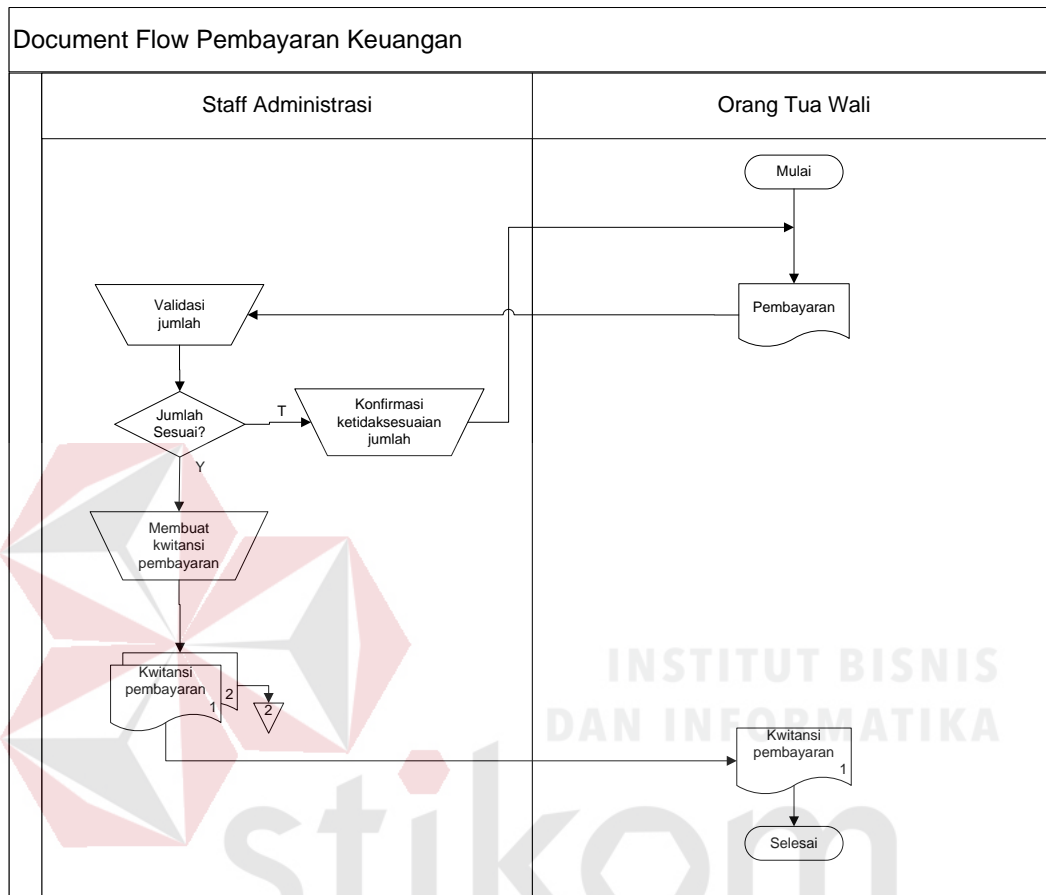 Document Flow Pembayaran Keuangan
Staff Administrasi
Orang Tua Wali
Mulai
Validasi
jumlah
Pembayaran
Jumlah
Sesuai?
T
Konfirmasi
ketidaksesuaian
jumlah
Y
Membuat
kwitansi
pembayaran
Kwitansi
pembayaran
1
2
2
INSTITUT BISNIS
DAN INFORMATIKA
Kwitansi
pembayaran
1
stikom
Selesai